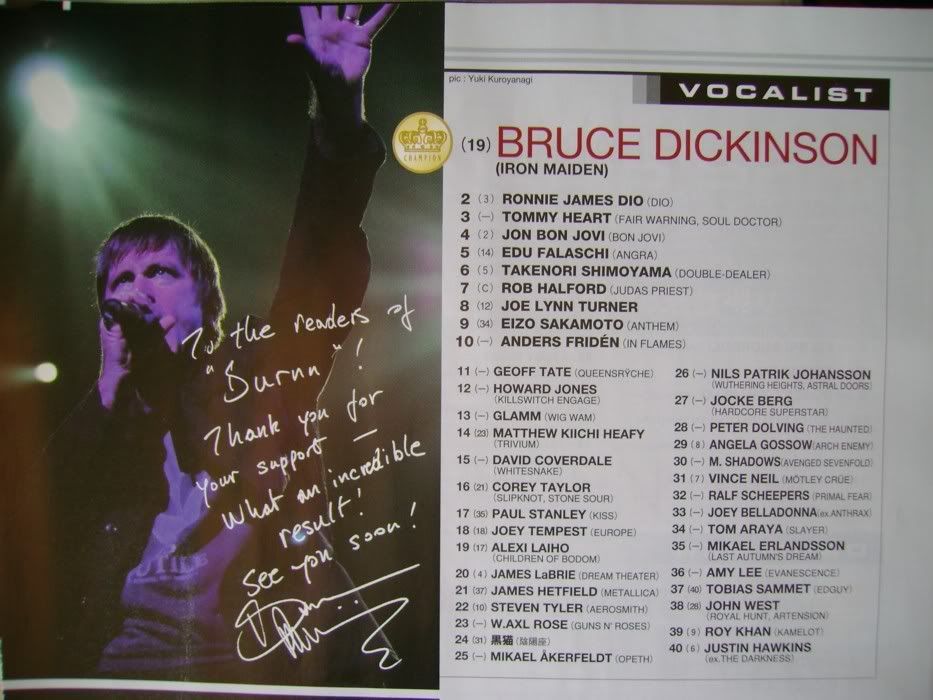 CHAMPION
To the readers of
"Burrn"!
Thank you for
your support —
What an incredible
result!
See you soon!
pic : Yuki Kuroyanagi
VOCALIST
(19) BRUCE DICKINSON
(IRON MAIDEN)
2 (3) RONNIE JAMES DIO (DIO)
3 (—) TOMMY HEART (FAIR WARNING, SOUL DOCTOR)
4 (2) JON BON JOVI (BON JOVI)
5 (14) EDU FALASCHI (ANGRA)
6 (5) TAKENORI SHIMOYAMA (DOUBLE-DEALER)
7 (C) ROB HALFORD (JUDAS PRIEST)
8 (12) JOE LYNN TURNER
9 (34) EIZO SAKAMOTO (ANTHEM)
10 (—) ANDERS FRIDÉN (IN FLAMES)
11 (—) GEOFF TATE (QUEENSRŸCHE)
12 (—) HOWARD JONES
(KILLSWITCH ENGAGE)
13 (—) GLAMM (WIG WAM)
14 (23) MATTHEW KIICHI HEAFY
(TRIVIUM)
15 (—) DAVID COVERDALE
(WHITESNAKE)
16 (21) COREY TAYLOR
(SLIPKNOT, STONE SOUR)
17 (35) PAUL STANLEY (KISS)
18 (18) JOEY TEMPEST (EUROPE)
19 (17) ALEXI LAIHO
(CHILDREN OF BODOM)
20 (4) JAMES LaBRIE (DREAM THEATER)
21 (37) JAMES HETFIELD (METALLICA)
22 (10) STEVEN TYLER (AEROSMITH)
23 (—) W.AXL ROSE (GUNS N' ROSES)
24 (31) 黒猫 (陰陽座)
25 (—) MIKAEL ÅKERFELDT (OPETH)
26 (—) NILS PATRIK JOHANSSON
(WUTHERING HEIGHTS, ASTRAL DOORS)
27 (—) JOCKE BERG
(HARDCORE SUPERSTAR)
28 (—) PETER DOLVING (THE HAUNTED)
29 (8) ANGELA GOSSOW (ARCH ENEMY)
30 (—) M. SHADOWS (AVENGED SEVENFOLD)
31 (7) VINCE NEIL (MÖTLEY CRÜE)
32 (—) RALF SCHEEPERS (PRIMAL FEAR)
33 (—) JOEY BELLADONNA (ex.ANTHRAX)
34 (—) TOM ARAYA (SLAYER)
35 (—) MIKAEL ERLANDSSON
(LAST AUTUMN'S DREAM)
36 (—) AMY LEE (EVANESCENCE)
37 (40) TOBIAS SAMMET (EDGUY)
38 (28) JOHN WEST
(ROYAL HUNT, ARTENSION)
39 (9) ROY KHAN (KAMELOT)
40 (6) JUSTIN HAWKINS
(ex.THE DARKNESS)